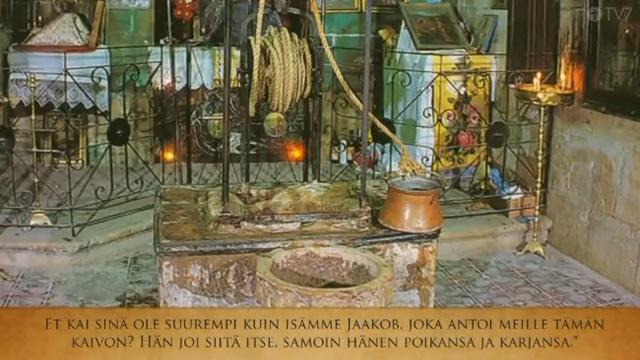 TV7
Et kai sinä ole suurempi kuin isämme Jaakob, joka antoi meille tämän
kaivon? Hän joi siitä itse, samoin hänen poikansa ja karjansa."